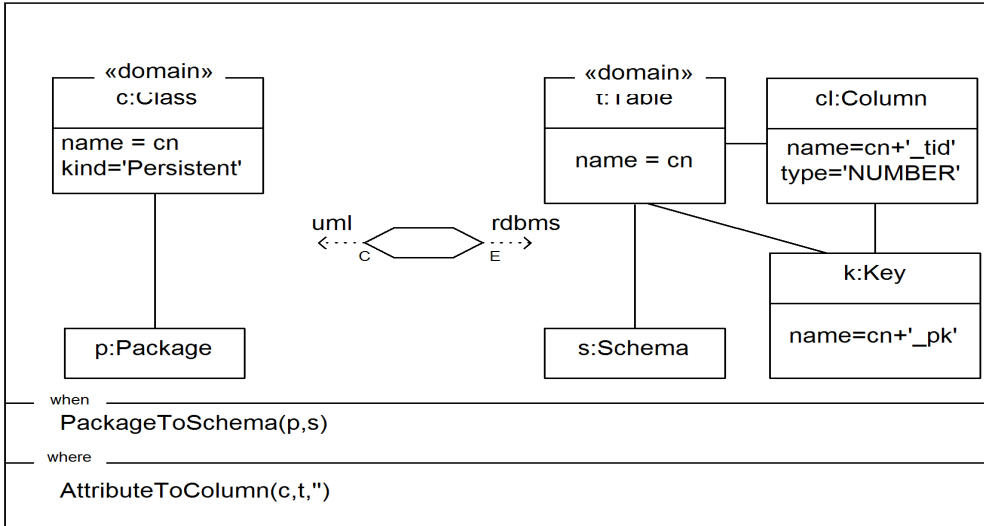 «domain»
c:Class
name = cn
kind='Persistent'
p:Package
uml
rdbms
C
E
«domain»
t:Table
name = cn
cl:Column
name=cn+'_tid'
type='NUMBER'
k:Key
name=cn+'_pk'
s:Schema
when
PackageToSchema(p,s)
where
AttributeToColumn(c,t,'')